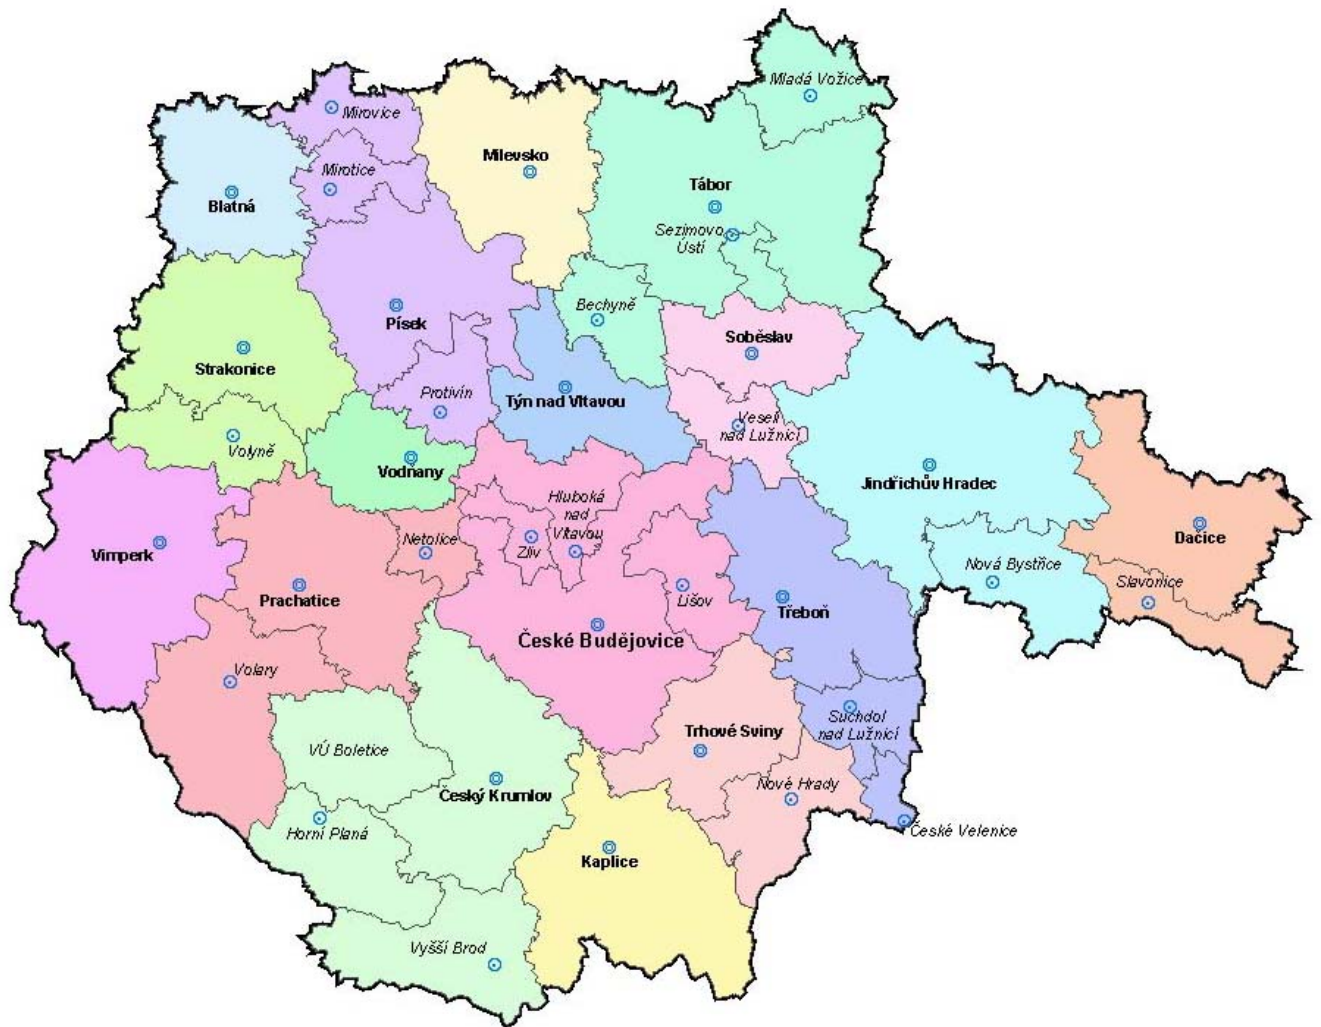 Mladá Vožice
Mirovice
Milevsko
Mirotice
Tábor
Blatná
Sezimovo
Ústí
Bechyně
Písek
Soběslav
Strakonice
Protivín
Týn nad Vltavou
Veselí
nad Lužnicí
Volyně
Vodňany
Hluboká
nad
Vltavou
Jindřichův Hradec
Netolice
Zliv
Dačice
Vimperk
Nová Bystřice
Slavonice
Prachatice
Lišov
Třeboň
České Budějovice
Volary
Suchdol
nad Lužnicí
Trhové Sviny
VÚ Boletice
Nové Hrady
Český Krumlov
Horní Planá
České Velenice
Kaplice
Vyšší Brod